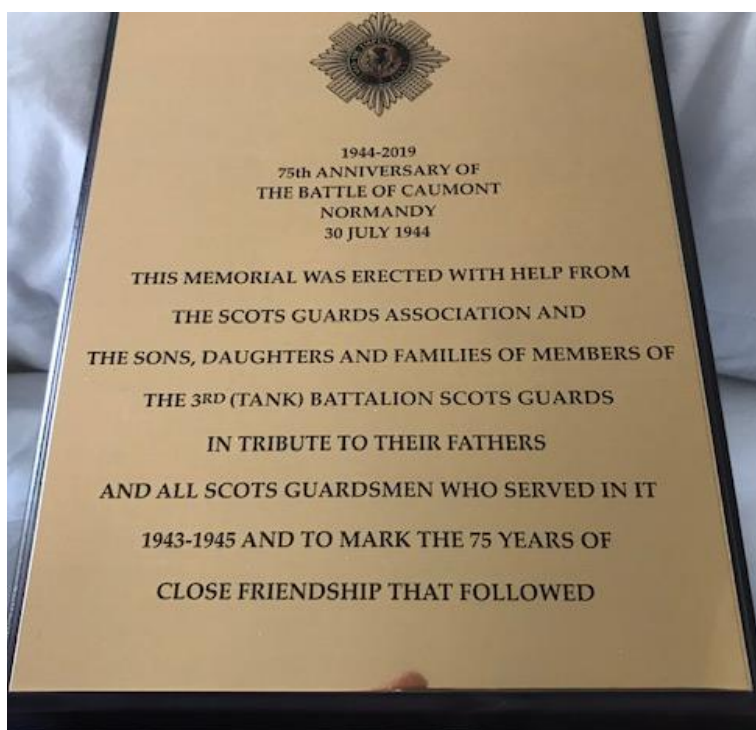 1944-2019
75th ANNIVERSARY OF
THE BATTLE OF CAUMONT
NORMANDY
30 JULY 1944
THIS MEMORIAL WAS ERECTED WITH HELP FROM
THE SCOTS GUARDS ASSOCIATION AND
THE SONS, DAUGHTERS AND FAMILIES OF MEMBERS OF
THE 3RD (TANK) BATTALION SCOTS GUARDS
IN TRIBUTE TO THEIR FATHERS
AND ALL SCOTS GUARDSMEN WHO SERVED IN IT
1943-1945 AND TO MARK THE 75 YEARS OF
CLOSE FRIENDSHIP THAT FOLLOWED